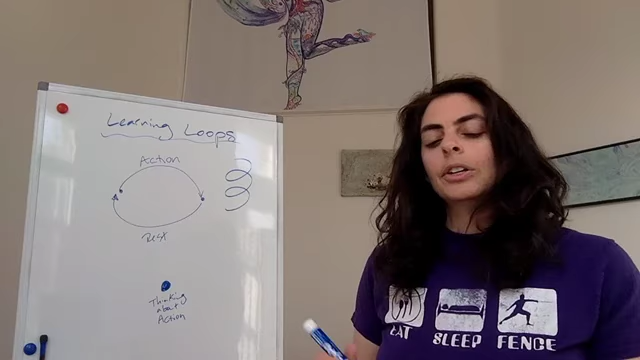 Learning Loops
Action
Rest
Thinking
about
Action
EAT SLEEP FENCE